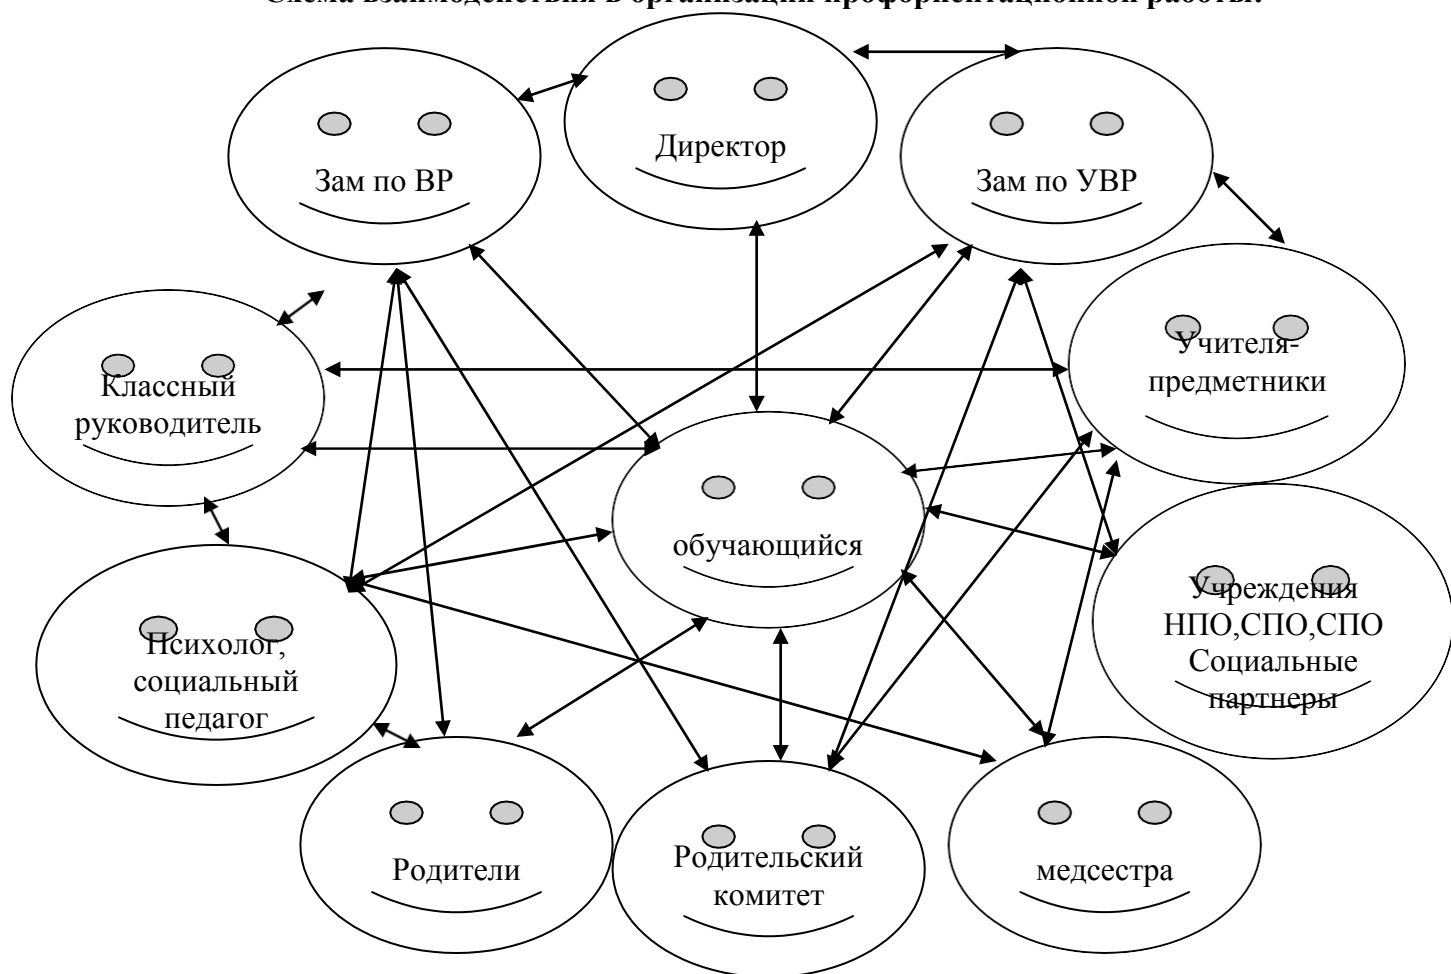 Схема взаимодействия в организации профориентационной работы.
Директор
Зам по ВР
Зам по УВР
Учителя-
предметники
Классный
руководитель
обучающийся
Учреждения
НПО,СПО,СПО
Социальные
партнеры
Психолог,
социальный
педагог
Родители
Родительский
комитет
медсестра